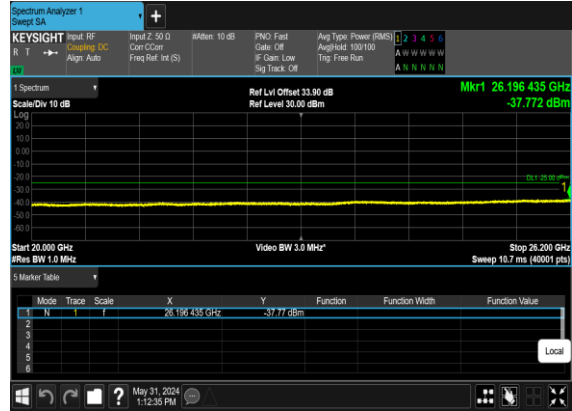 Spectrum Analyzer 1
Swept SA
+
KEYSIGHT Input: RF Input Z: 50 Ω #Atten: 10 dB PNO: Fast Avg Type: Power (RMS) 1 2 3 4 5 6
R T Coupling: DC Corr CCorr Gate: Off Avg|Hold: 100/100 A W W W W W
Align: Auto Freq Ref: Int (S) IF Gain: Low Trig: Free Run
Sig Track: Off A N N N N N
1 Spectrum Ref Lvl Offset 33.90 dB Mkr1 26.196 435 GHz
Scale/Div 10 dB Ref Level 30.00 dBm -37.772 dBm
Log
20.0
10.0
0.00
-10.0
-20.0 DL1 -25.00 dBm
-30.0 1
-40.0
-50.0
-60.0
Start 20.000 GHz Video BW 3.0 MHz* Stop 26.200 GHz
#Res BW 1.0 MHz Sweep 10.7 ms (40001 pts)
5 Marker Table
Mode Trace Scale X Y Function Function Width Function Value
1 N 1 f 26.196 435 GHz -37.77 dBm
2
3
4
5
6
Local
? May 31, 2024
1:12:35 PM